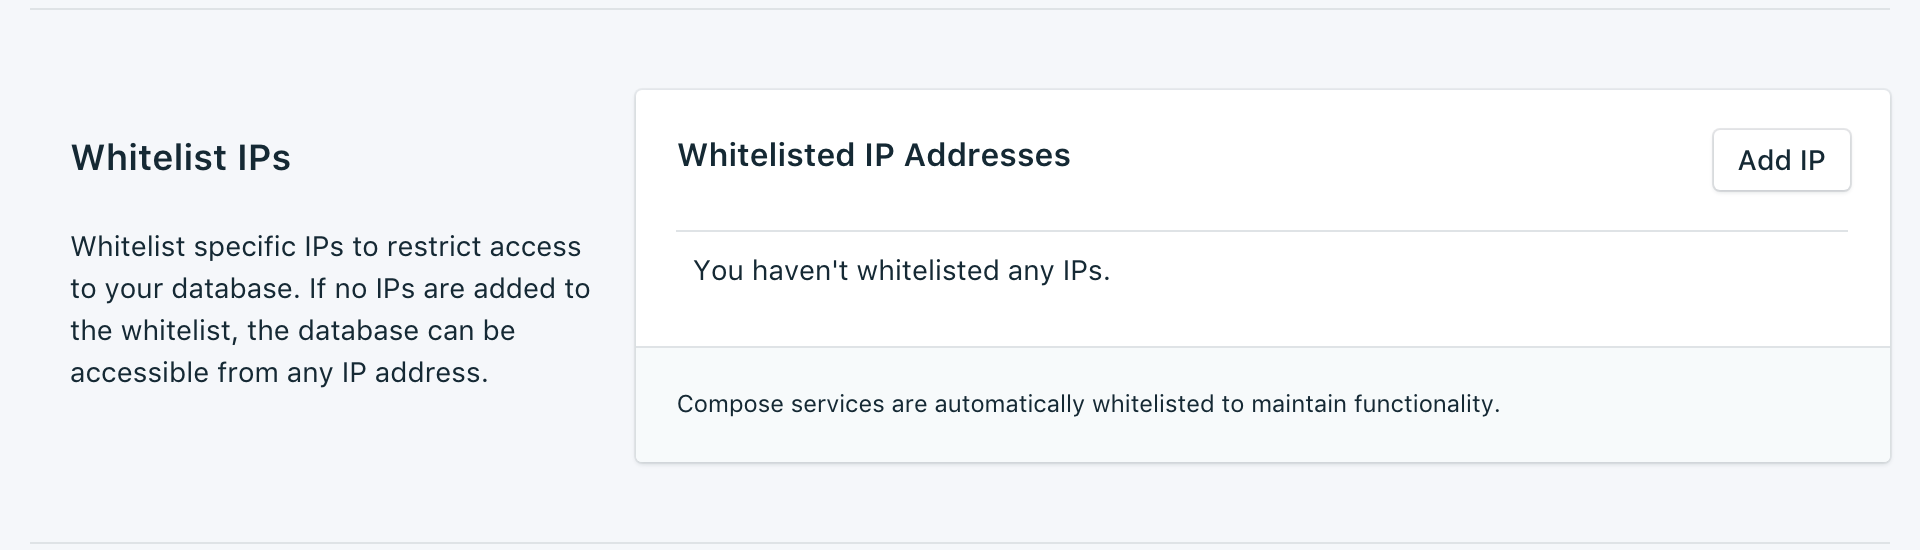 Whitelist IPs
Whitelist specific IPs to restrict access
to your database. If no IPs are added to
the whitelist, the database can be
accessible from any IP address.
Whitelisted IP Addresses
Add IP
You haven't whitelisted any IPs.
Compose services are automatically whitelisted to maintain functionality.